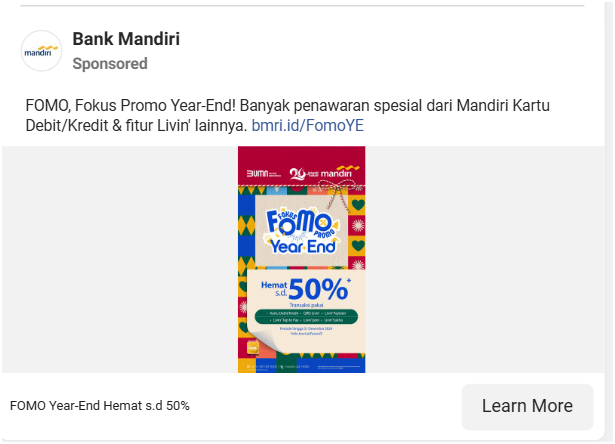 Bank Mandiri
mandiri
Sponsored
FOMO, Fokus Promo Year-End! Banyak penawaran spesial dari Mandiri Kartu
Debit/Kredit & fitur Livin' lainnya. bmri.id/FomoYE
BUMN
mandiri
FOKUS
FOMO
PROMO
Year End
Hemat
s.d. 50%*
Transaksi pakai
FOMO Year-End Hemat s.d 50%
Learn More